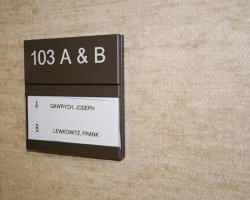 103 A & B
A GAWRYCH, JOSEPH
B LEWKOWITZ, FRANK